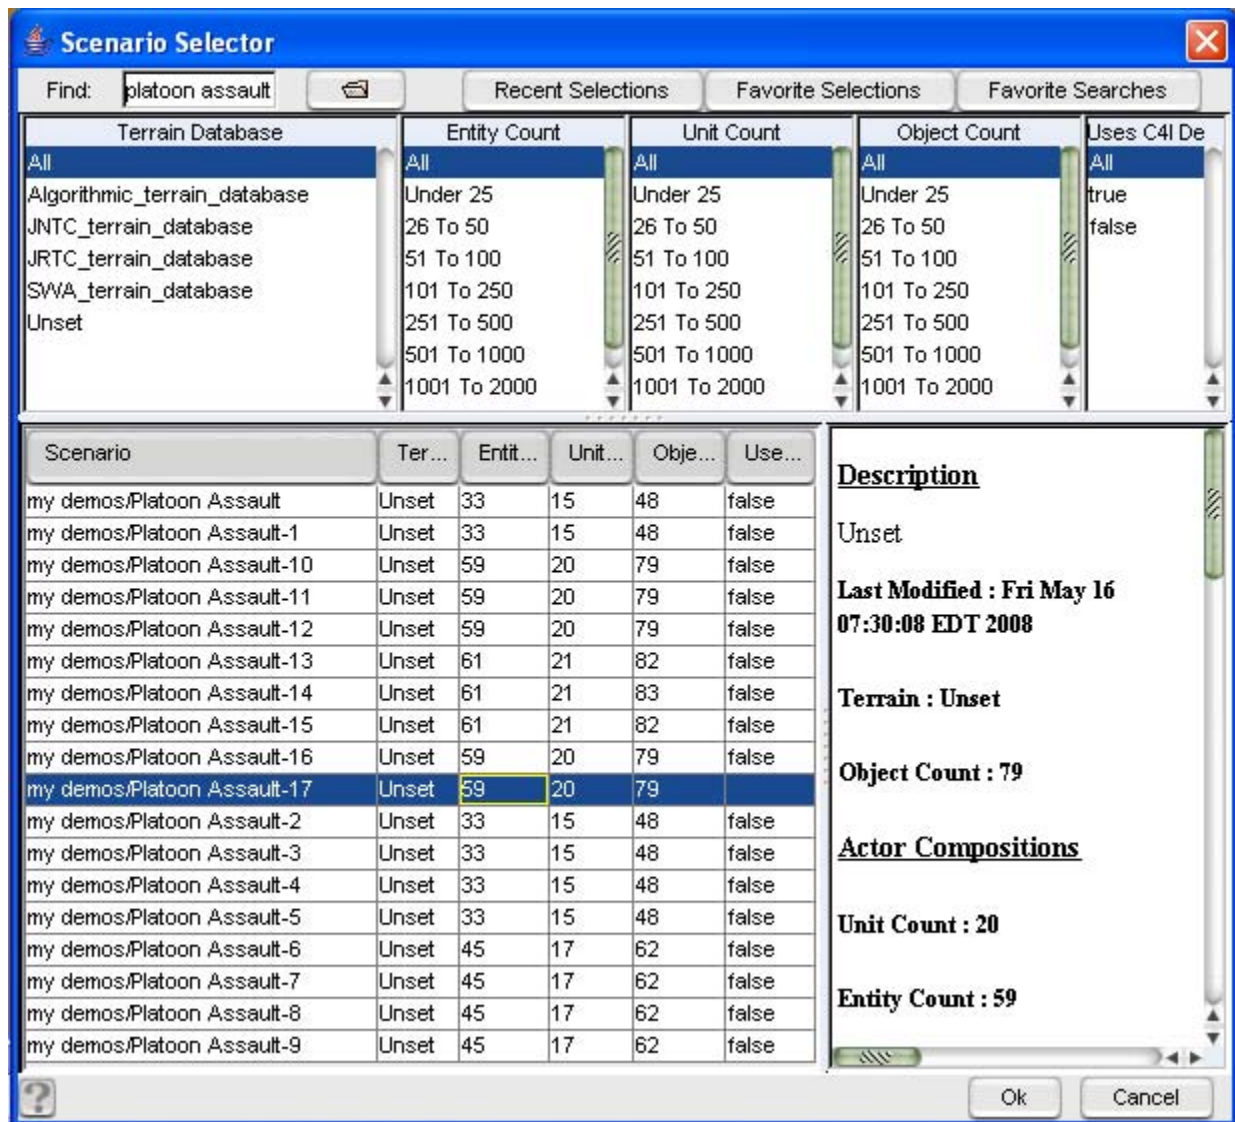 Scenario Selector
Find: platoon assault Recent Selections Favorite Selections Favorite Searches
Terrain Database
All
Algorithmic_terrain_database
JNTC_terrain_database
JRTC_terrain_database
SWA_terrain_database
Unset
Entity Count
All
Under 25
26 To 50
51 To 100
101 To 250
251 To 500
501 To 1000
1001 To 2000
Unit Count
All
Under 25
26 To 50
51 To 100
101 To 250
251 To 500
501 To 1000
1001 To 2000
Object Count
All
Under 25
26 To 50
51 To 100
101 To 250
251 To 500
501 To 1000
1001 To 2000
Uses C4I De
All
true
false
Scenario Ter... Entit... Unit... Obje... Use...
my demos/Platoon Assault Unset 33 15 48 false
my demos/Platoon Assault-1 Unset 33 15 48 false
my demos/Platoon Assault-10 Unset 59 20 79 false
my demos/Platoon Assault-11 Unset 59 20 79 false
my demos/Platoon Assault-12 Unset 59 20 79 false
my demos/Platoon Assault-13 Unset 61 21 82 false
my demos/Platoon Assault-14 Unset 61 21 83 false
my demos/Platoon Assault-15 Unset 61 21 82 false
my demos/Platoon Assault-16 Unset 59 20 79 false
my demos/Platoon Assault-17 Unset 59 20 79
my demos/Platoon Assault-2 Unset 33 15 48 false
my demos/Platoon Assault-3 Unset 33 15 48 false
my demos/Platoon Assault-4 Unset 33 15 48 false
my demos/Platoon Assault-5 Unset 33 15 48 false
my demos/Platoon Assault-6 Unset 45 17 62 false
my demos/Platoon Assault-7 Unset 45 17 62 false
my demos/Platoon Assault-8 Unset 45 17 62 false
my demos/Platoon Assault-9 Unset 45 17 62 false
Description
Unset
Last Modified : Fri May 16
07:30:08 EDT 2008
Terrain : Unset
Object Count : 79
Actor Compositions
Unit Count : 20
Entity Count : 59
?
Ok Cancel